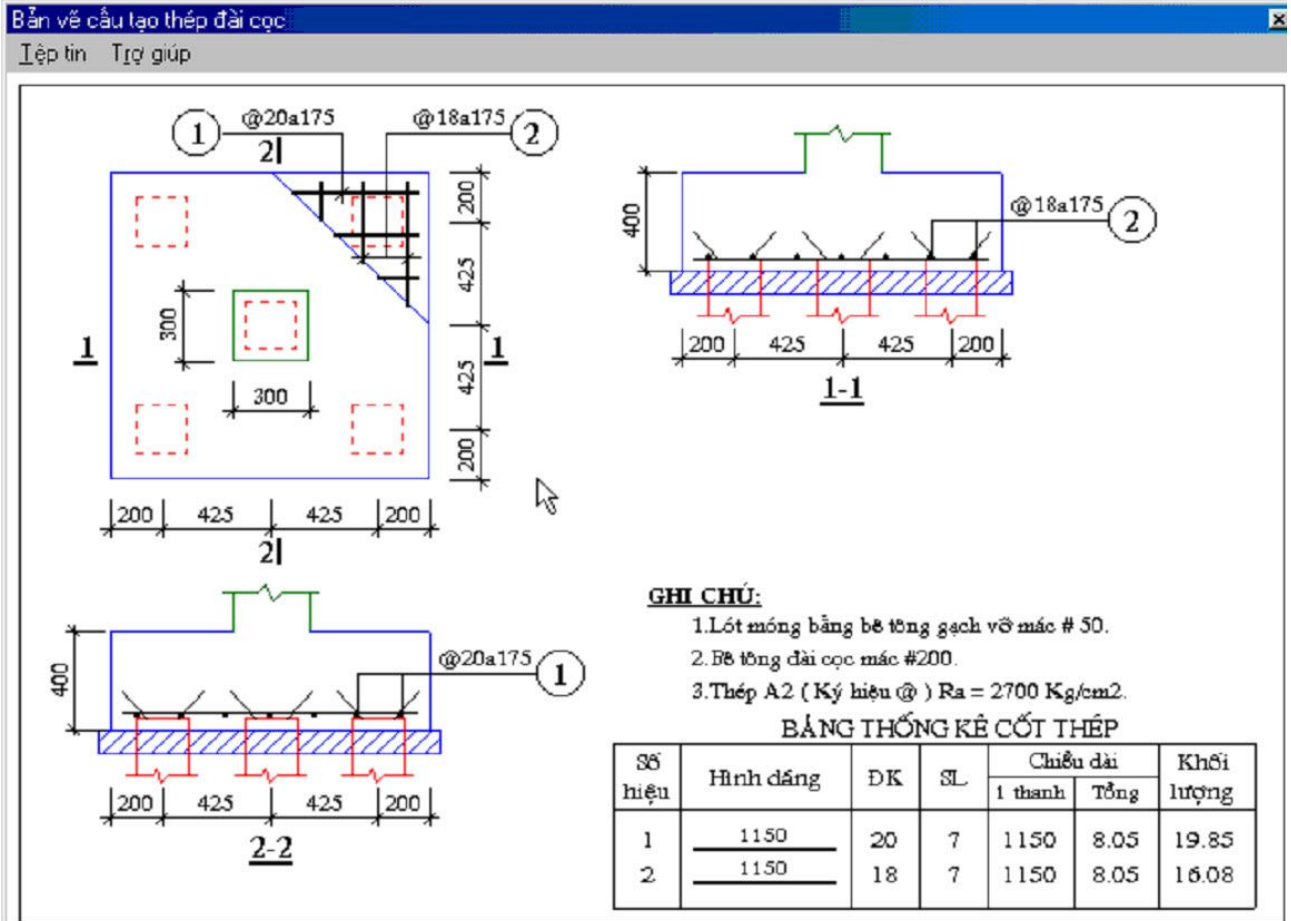 Bản vẽ cấu tạo thép đài cọc
Tệp tin Trợ giúp
1 @20a175 @18a175 2
2
200
425
425
200
300
300
1 1
200 425 425 200
2
400
@18a175 2
200 425 425 200
1-1
400
@20a175 1
200 425 425 200
2-2
GHI CHÚ:
1.Lót móng bằng bê tông gạch vỡ mác # 50.
2.Bê tông đài cọc mác #200.
3.Thép A2 ( Ký hiệu @ ) Ra = 2700 Kg/cm2.
BẢNG THỐNG KÊ CỐT THÉP
Số hiệu Hình dáng ĐK SL Chiều dài Khối lượng
1 thanh Tổng
1 1150 20 7 1150 8.05 19.85
2 1150 18 7 1150 8.05 16.08